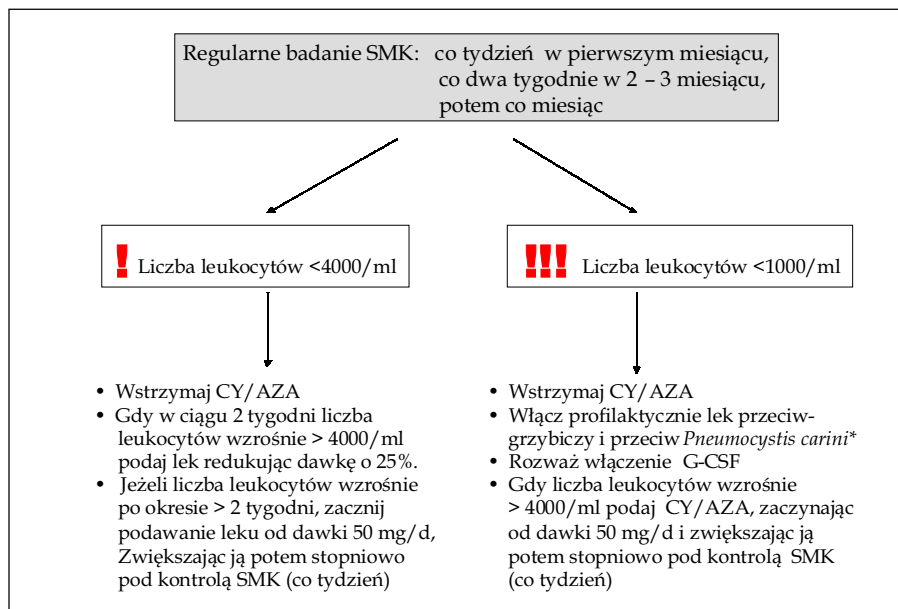 Regularne badanie SMK: co tydzień w pierwszym miesiącu,
co dwa tygodnie w 2 – 3 miesiącu,
potem co miesiąc
! Liczba leukocytów <4000/ml
!!! Liczba leukocytów <1000/ml
• Wstrzymaj CY/AZA
• Gdy w ciągu 2 tygodni liczba
leukocytów wzrośnie > 4000/ml
podaj lek redukując dawkę o 25%.
• Jeżeli liczba leukocytów wzrośnie
po okresie > 2 tygodni, zacznij
podawanie leku od dawki 50 mg/d,
Zwiększając ją potem stopniowo
pod kontrolą SMK (co tydzień)
• Wstrzymaj CY/AZA
• Włącz profilaktycznie lek przeciw-
grzybiczy i przeciw Pneumocystis carini*
• Rozważ włączenie G-CSF
• Gdy liczba leukocytów wzrośnie
> 4000/ml podaj CY/AZA, zaczynając
od dawki 50 mg/d i zwiększając ją
potem stopniowo pod kontrolą SMK
(co tydzień)